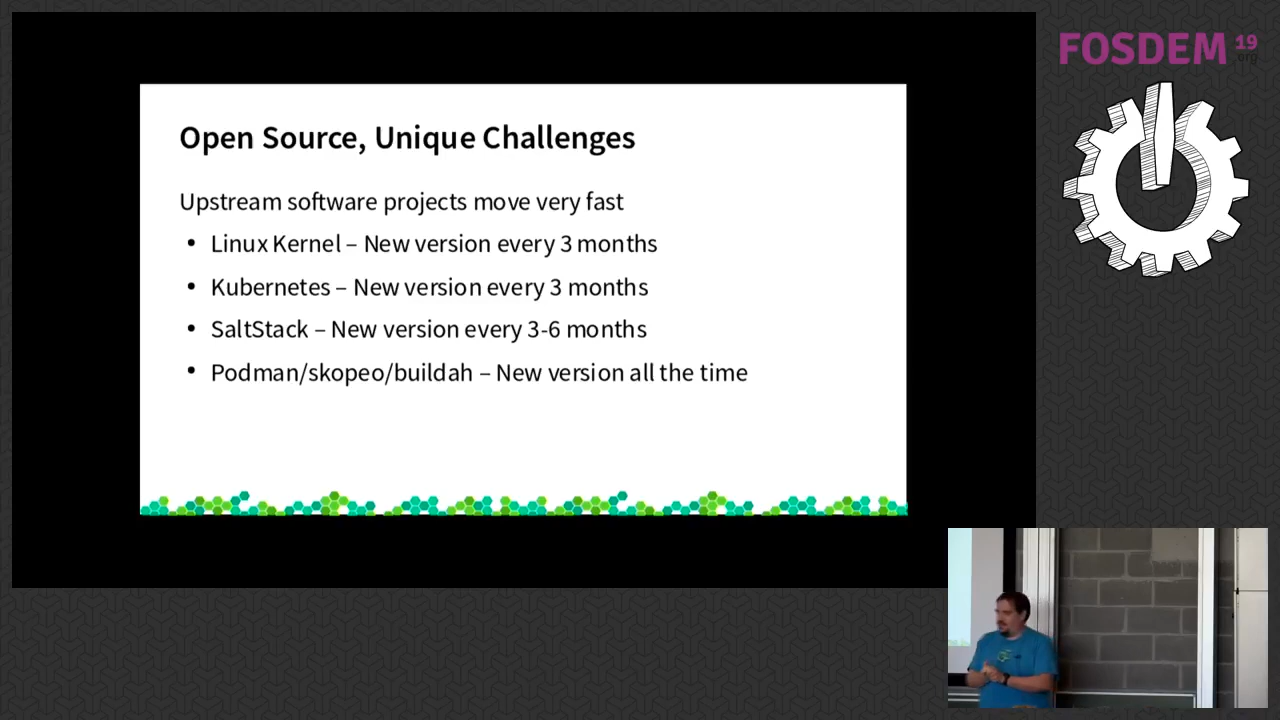 FOSDEM 19
.org
Open Source, Unique Challenges
Upstream software projects move very fast
• Linux Kernel – New version every 3 months
• Kubernetes – New version every 3 months
• SaltStack – New version every 3-6 months
• Podman/skopeo/buildah – New version all the time